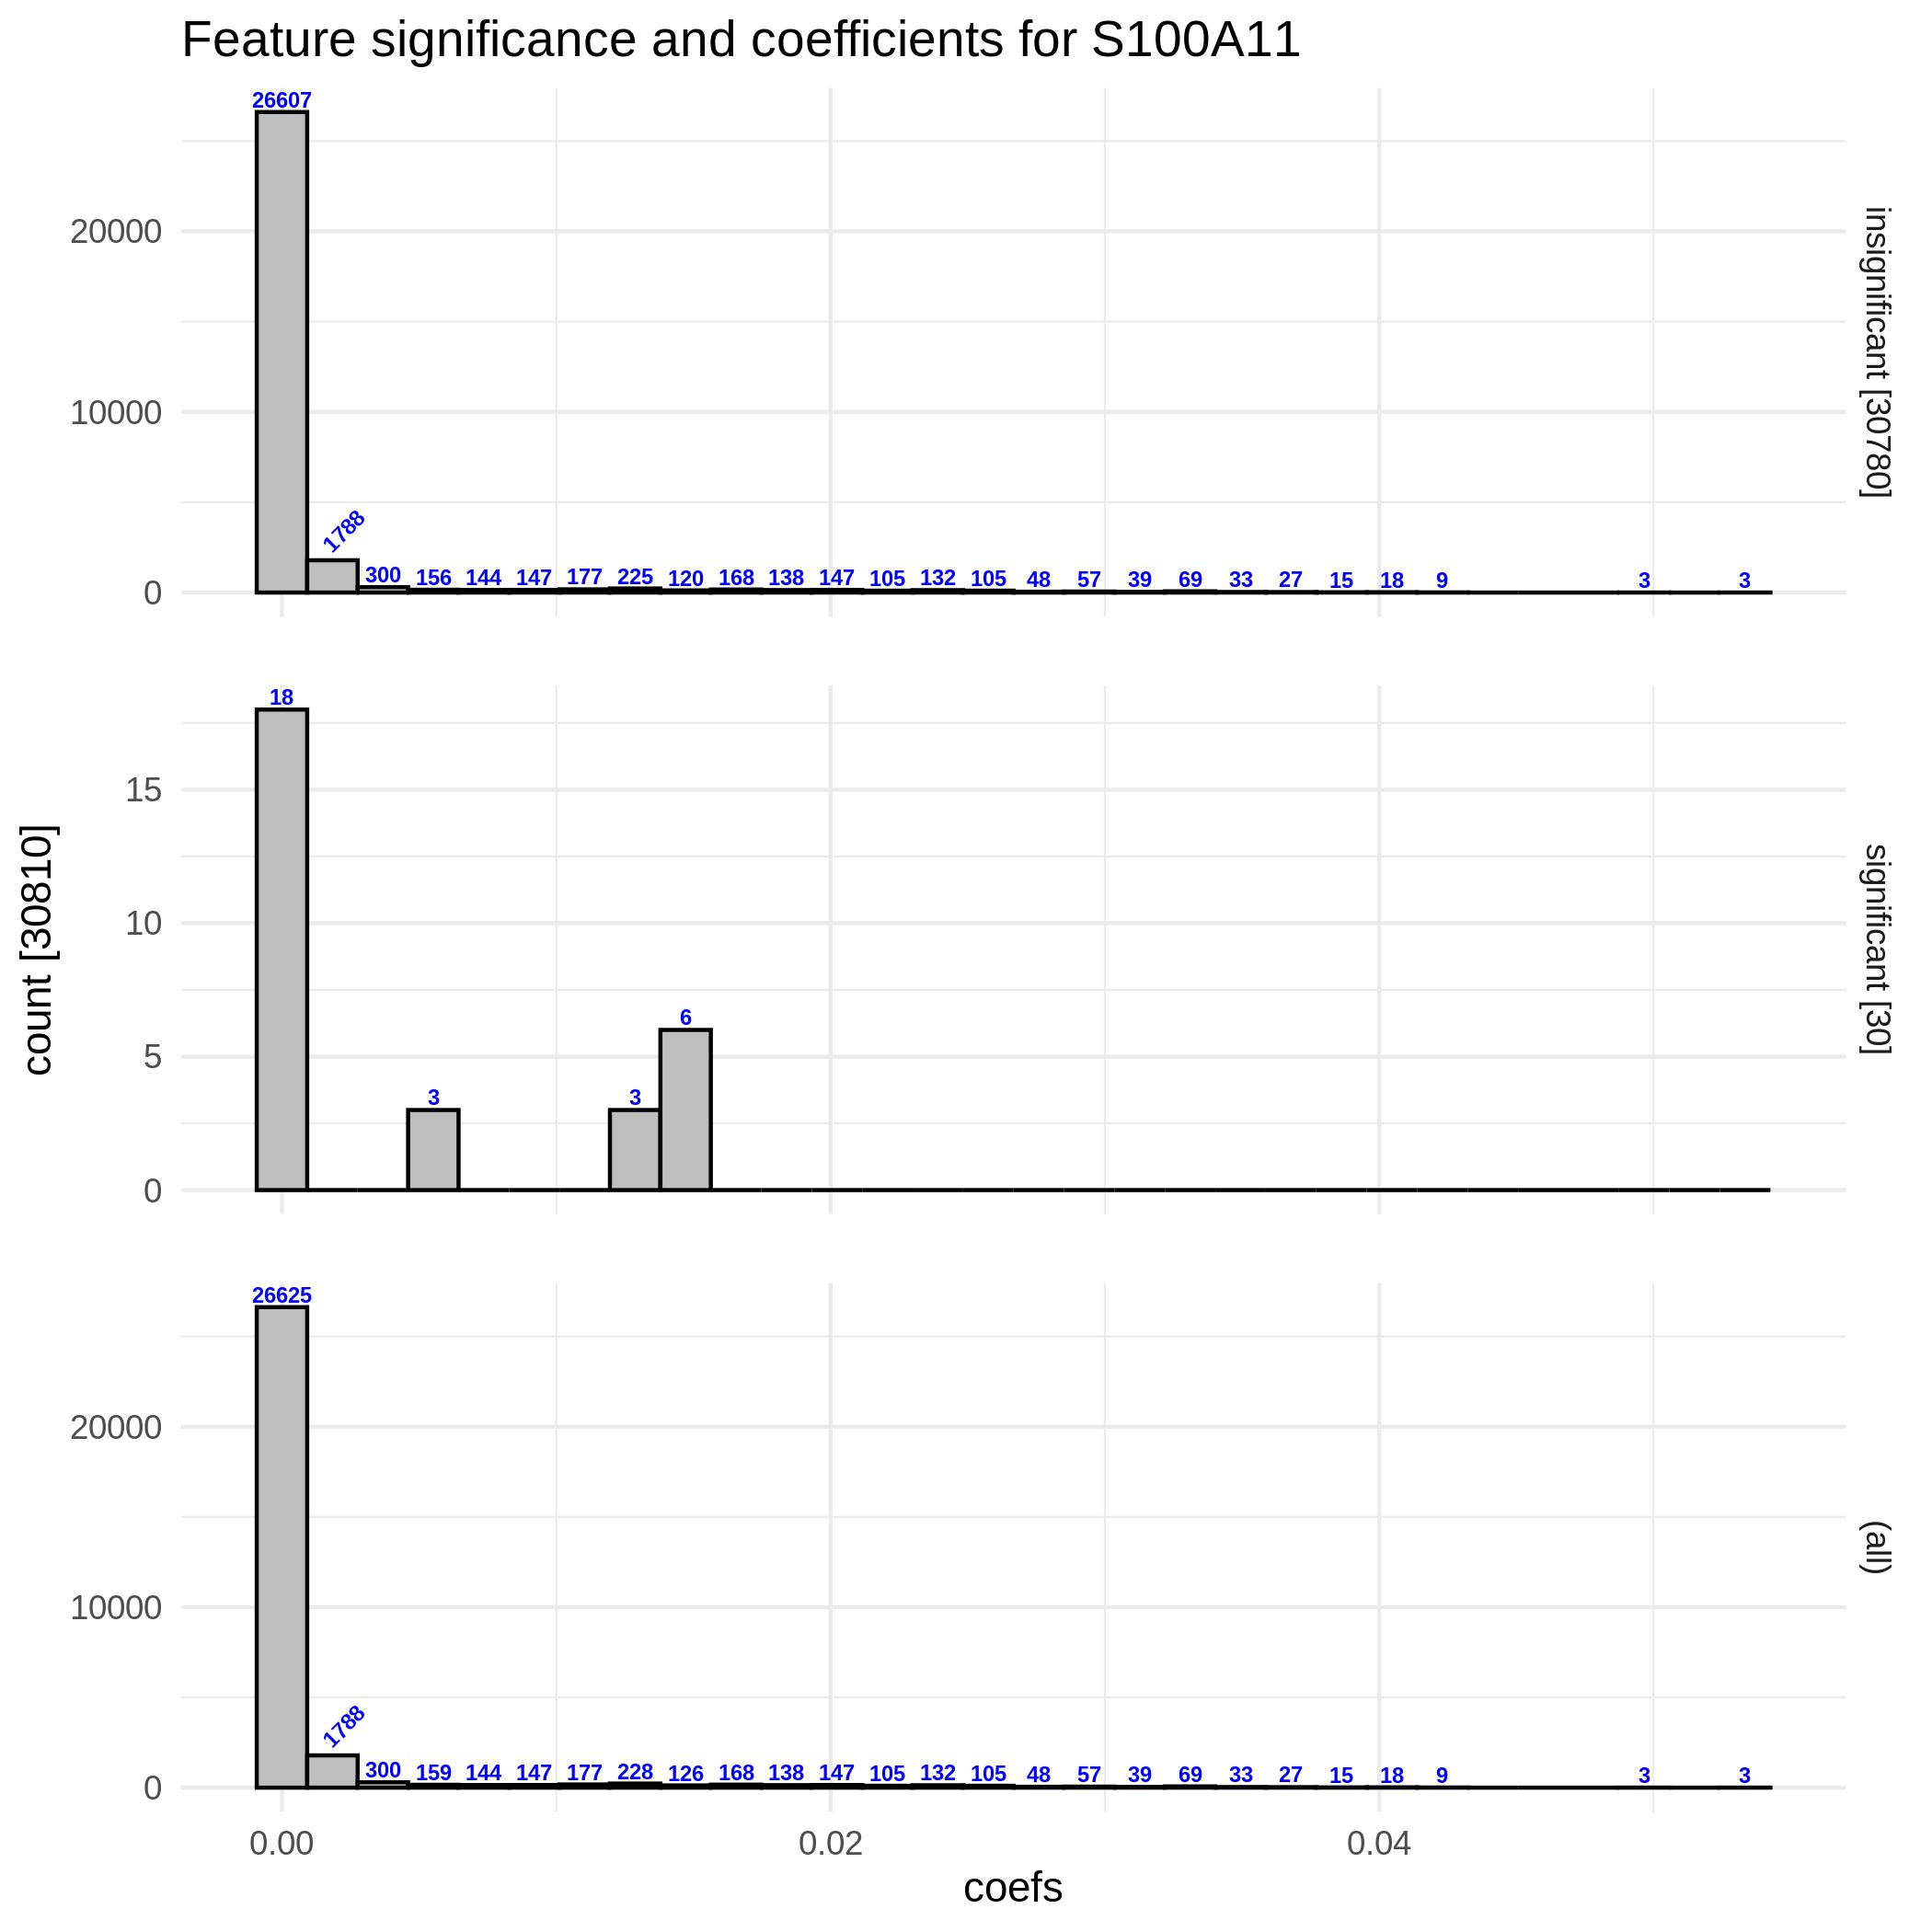 Feature significance and coefficients for S100A11
26607
1788
300 156 144 147 177 225 120 168 138 147 105 132 105 48 57 39 69 33 27 15 18 9 3 3
20000
10000
0
insignificant [30780]
18
3
3
6
15
10
5
0
significant [30]
count [30810]
26625
1788
300 159 144 147 177 228 126 168 138 147 105 132 105 48 57 39 69 33 27 15 18 9 3 3
20000
10000
0
(all)
0.00 0.02 0.04
coefs